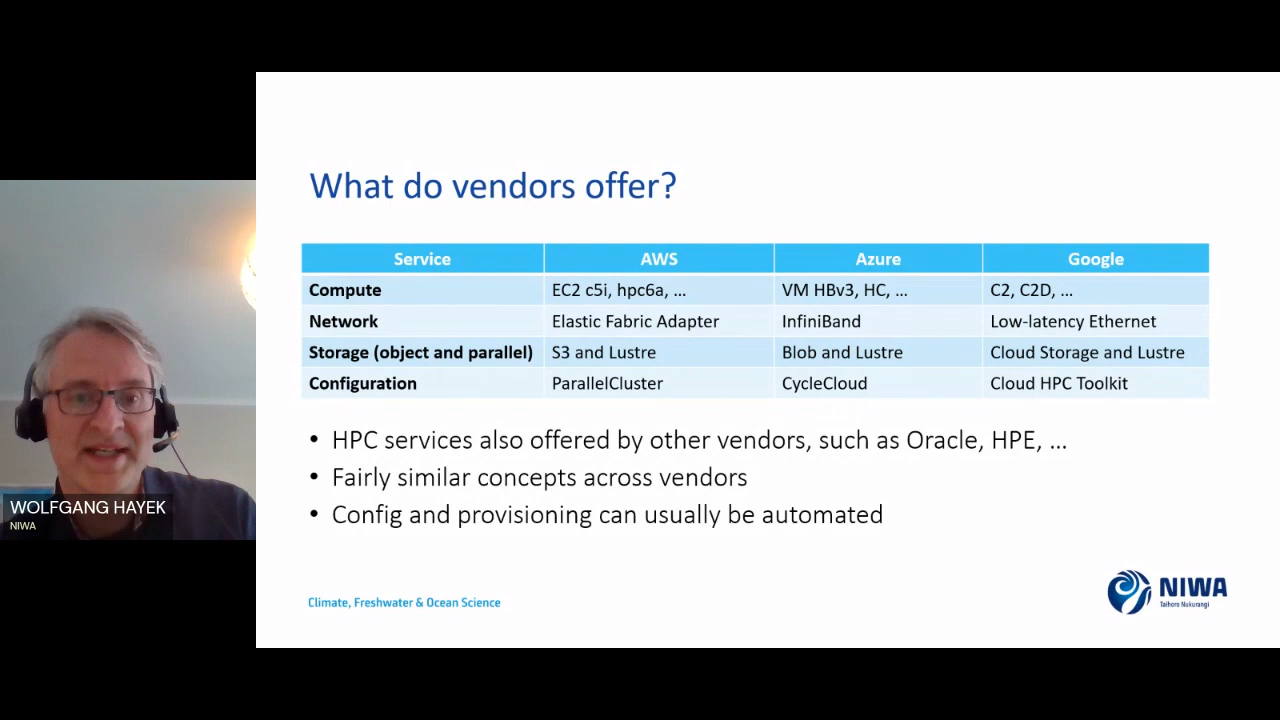 What do vendors offer?
Service AWS Azure Google
Compute EC2 c5i, hpc6a, ... VM HBv3, HC, ... C2, C2D, ...
Network Elastic Fabric Adapter InfiniBand Low-latency Ethernet
Storage (object and parallel) S3 and Lustre Blob and Lustre Cloud Storage and Lustre
Configuration ParallelCluster CycleCloud Cloud HPC Toolkit
• HPC services also offered by other vendors, such as Oracle, HPE, ...
• Fairly similar concepts across vendors
• Config and provisioning can usually be automated
WOLFGANG HAYEK
NIWA
Climate, Freshwater & Ocean Science
NIWA
Taihoro Nukurangi